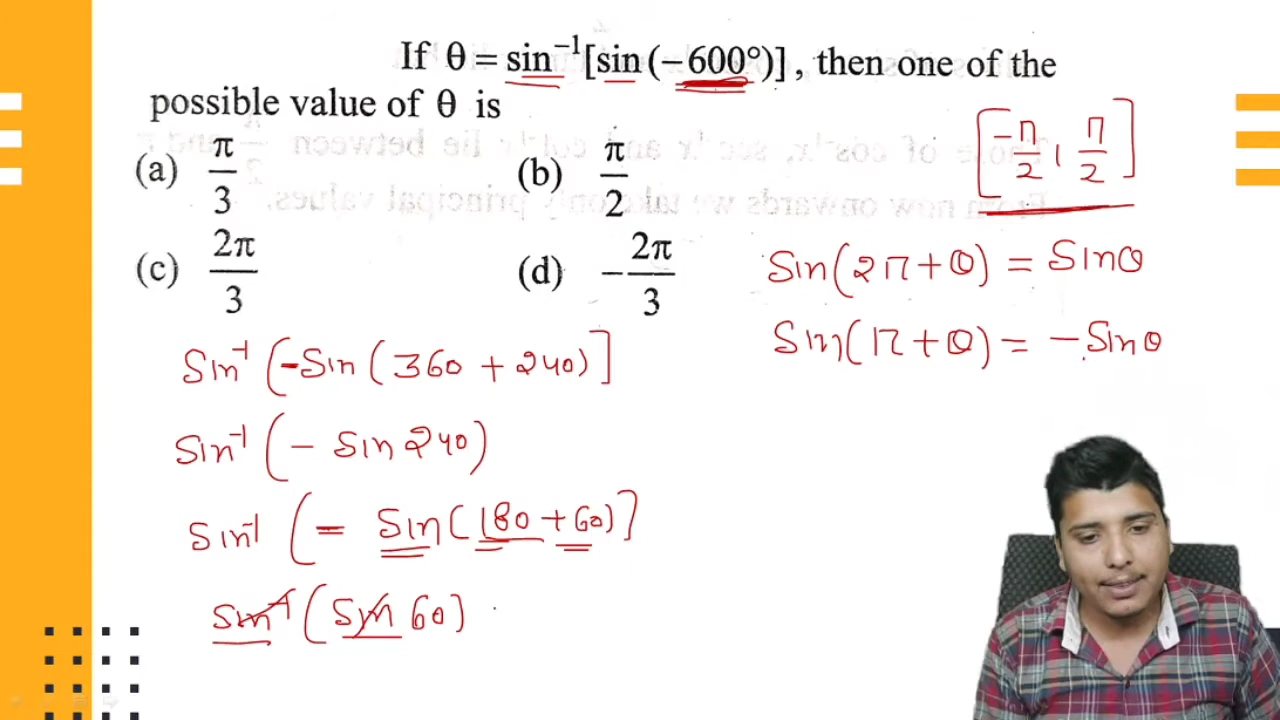 If θ = sin⁻¹[sin (−600°)], then one of the
possible value of θ is
(a) π/3 (b) π/2
(c) 2π/3 (d) −2π/3
[-π/2, π/2]
Sin(2π+θ) = Sinθ
Sin(π+θ) = -Sinθ
Sin⁻¹(-Sin(360+240)]
Sin⁻¹(- Sin240)
Sin⁻¹(- Sin(180+60)]
Sin⁻¹(Sin 60)